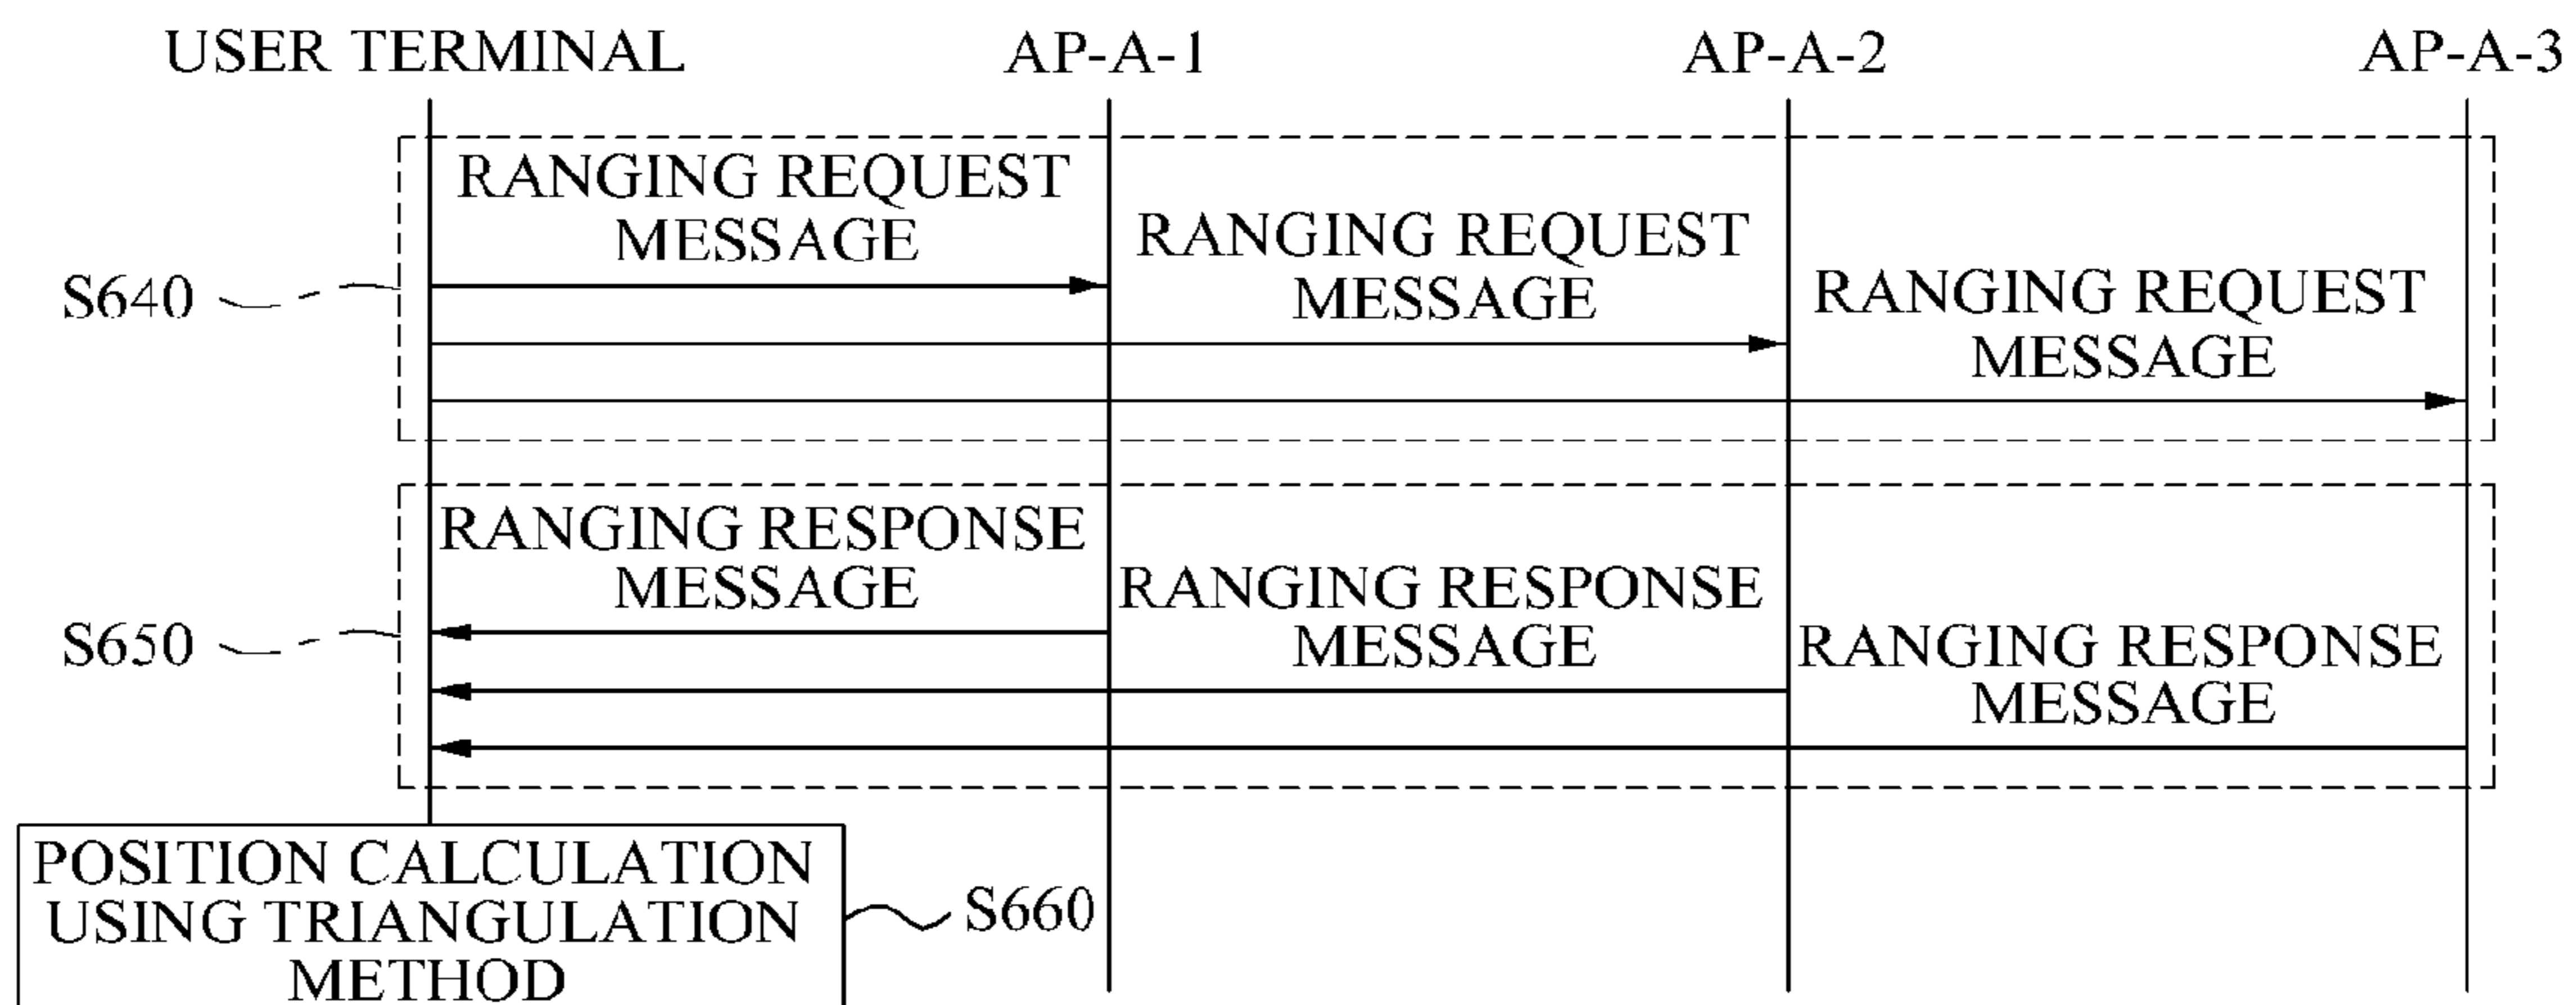 USER TERMINAL
AP-A-1
AP-A-2
AP-A-3
RANGING REQUEST
MESSAGE
RANGING REQUEST
MESSAGE
RANGING REQUEST
MESSAGE
S640
RANGING RESPONSE
MESSAGE
RANGING RESPONSE
MESSAGE
RANGING RESPONSE
MESSAGE
S650
POSITION CALCULATION
USING TRIANGULATION
METHOD
S660